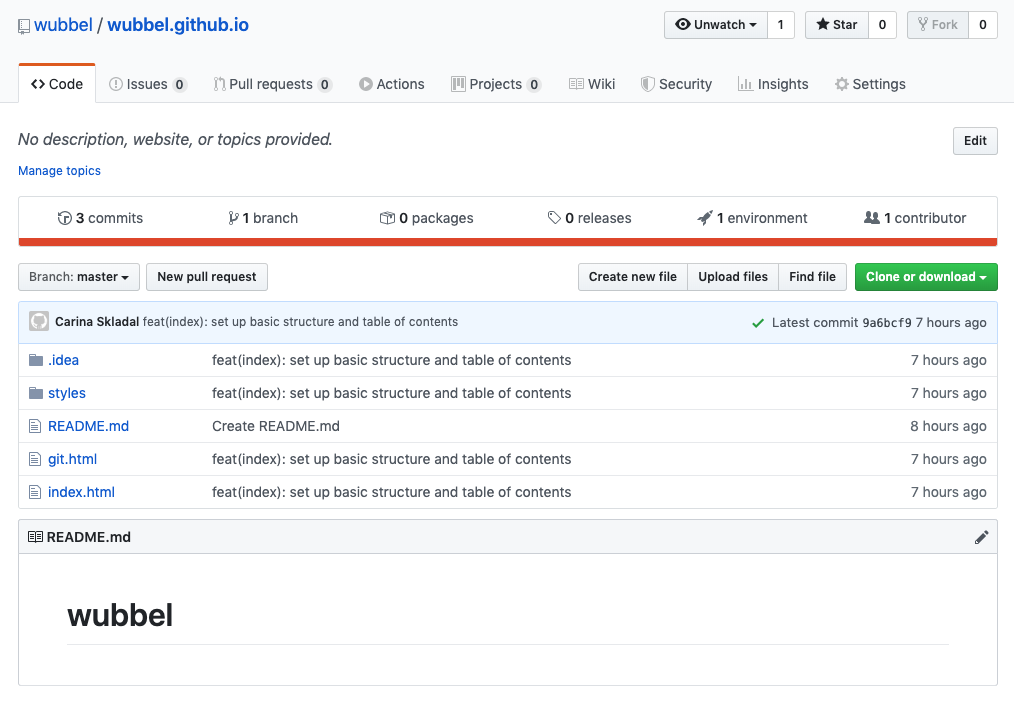 wubbel / wubbel.github.io Unwatch 1 Star 0 Fork 0
Code Issues 0 Pull requests 0 Actions Projects 0 Wiki Security Insights Settings
No description, website, or topics provided. Edit
Manage topics
3 commits 1 branch 0 packages 0 releases 1 environment 1 contributor
Branch: master New pull request Create new file Upload files Find file Clone or download
Carina Skladal feat(index): set up basic structure and table of contents Latest commit 9a6bcf9 7 hours ago
.idea feat(index): set up basic structure and table of contents 7 hours ago
styles feat(index): set up basic structure and table of contents 7 hours ago
README.md Create README.md 8 hours ago
git.html feat(index): set up basic structure and table of contents 7 hours ago
index.html feat(index): set up basic structure and table of contents 7 hours ago
README.md
wubbel